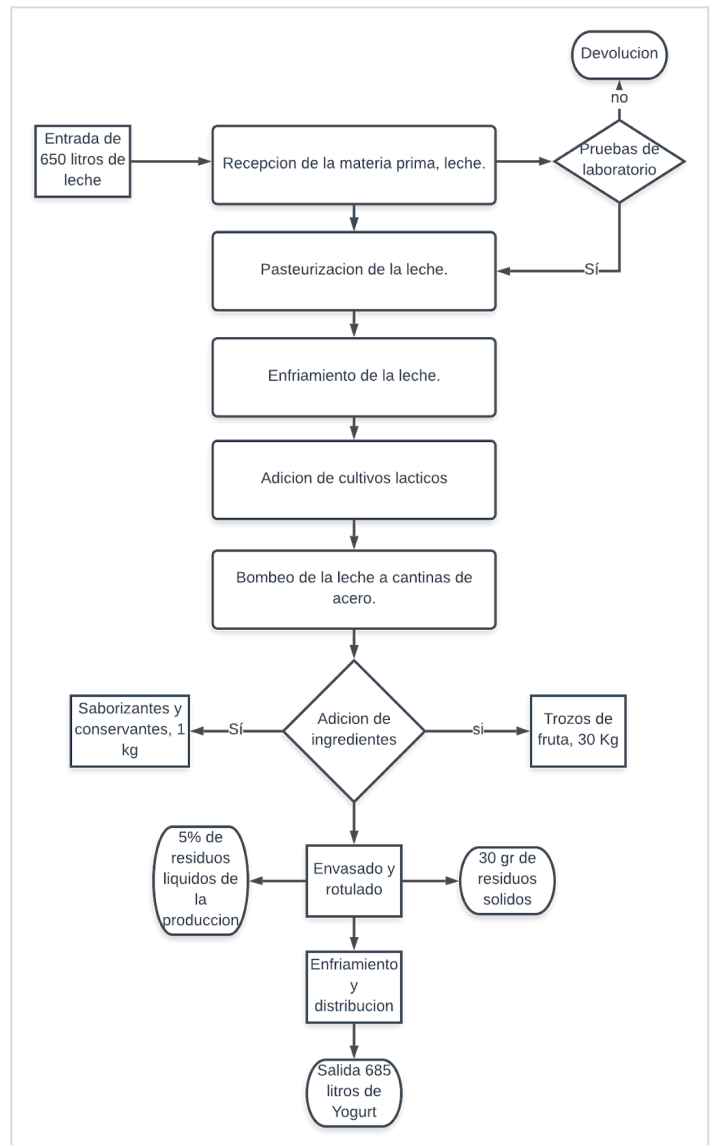 Devolucion
no
Entrada de
650 litros de
leche
Recepcion de la materia prima, leche.
Pruebas de
laboratorio
Pasteurizacion de la leche.
Sí
Enfriamiento de la leche.
Adicion de cultivos lacticos
Bombeo de la leche a cantinas de
acero.
Saborizantes y
conservantes, 1
kg
Sí
Adicion de
ingredientes
si
Trozos de
fruta, 30 Kg
5% de
residuos
liquidos de
la
produccion
Envasado y
rotulado
30 gr de
residuos
solidos
Enfriamiento
y
distribucion
Salida 685
litros de
Yogurt